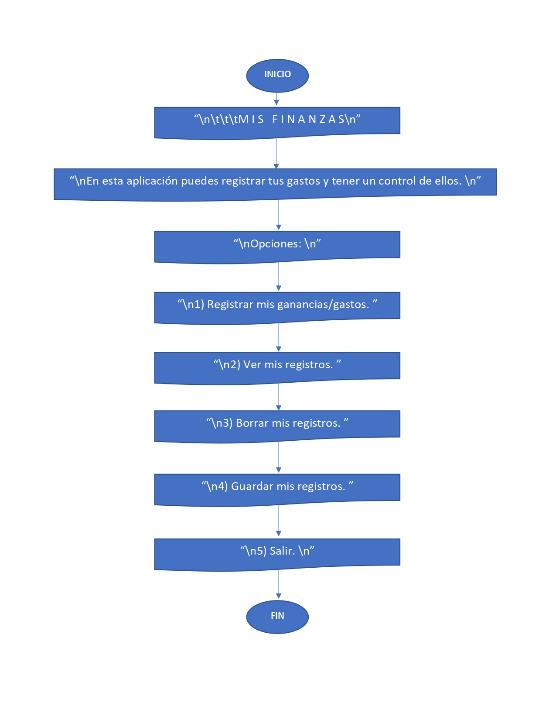 INICIO
“\n\t\t\tM I S   F I N A N Z A S\n”
“\nEn esta aplicación puedes registrar tus gastos y tener un control de ellos. \n”
“\nOpciones: \n”
“\n1) Registrar mis ganancias/gastos. ”
“\n2) Ver mis registros. ”
“\n3) Borrar mis registros. ”
“\n4) Guardar mis registros. ”
“\n5) Salir. \n”
FIN